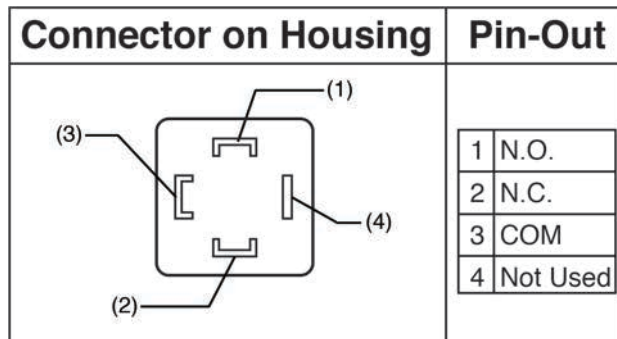 Connector on Housing
Pin-Out
(1)
(3)
(4)
(2)
1 N.O.
2 N.C.
3 COM
4 Not Used